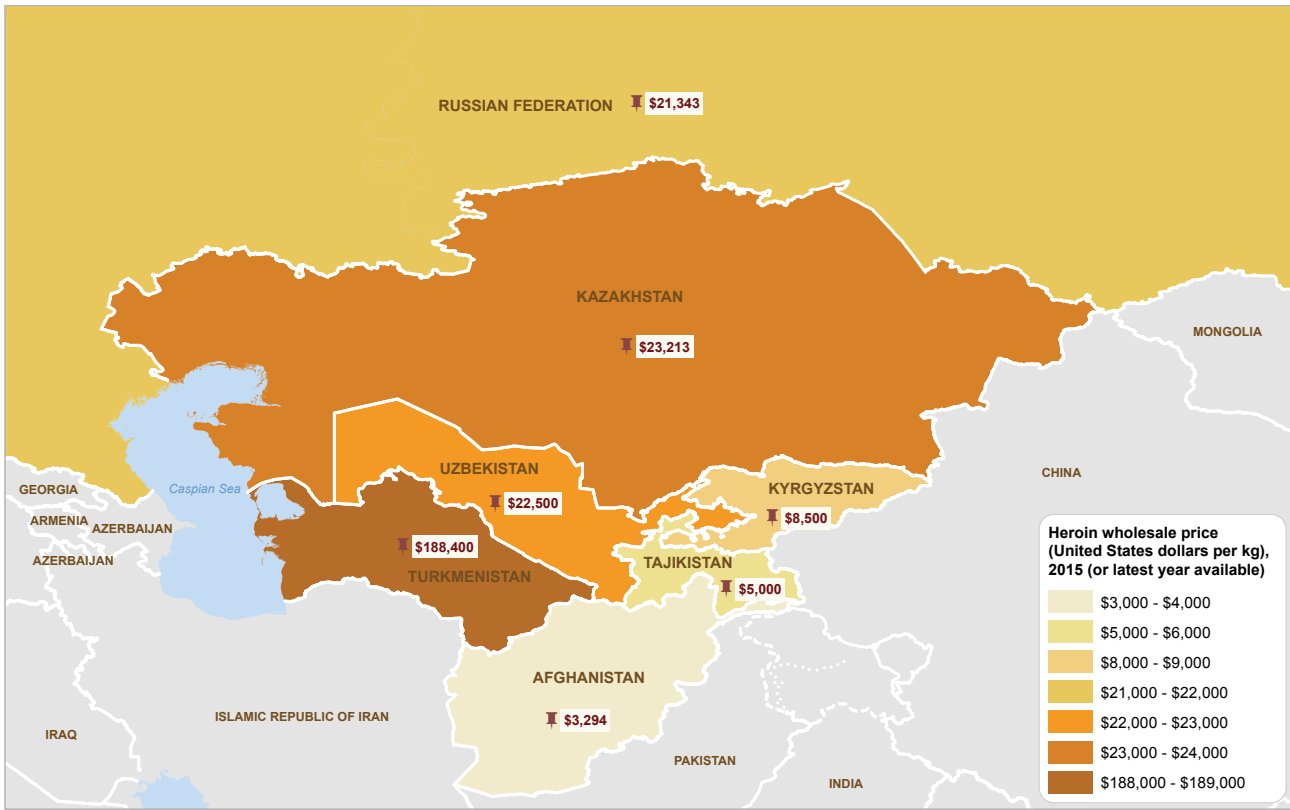 RUSSIAN FEDERATION
$21,343
KAZAKHSTAN
$23,213
MONGOLIA
UZBEKISTAN
$22,500
KYRGYZSTAN
$8,500
CHINA
GEORGIA
Caspian Sea
ARMENIA
AZERBAIJAN
AZERBAIJAN
$188,400
TURKMENISTAN
TAJIKISTAN
$5,000
AFGHANISTAN
$3,294
ISLAMIC REPUBLIC OF IRAN
IRAQ
PAKISTAN
INDIA
Heroin wholesale price
(United States dollars per kg),
2015 (or latest year available)
$3,000 - $4,000
$5,000 - $6,000
$8,000 - $9,000
$21,000 - $22,000
$22,000 - $23,000
$23,000 - $24,000
$188,000 - $189,000